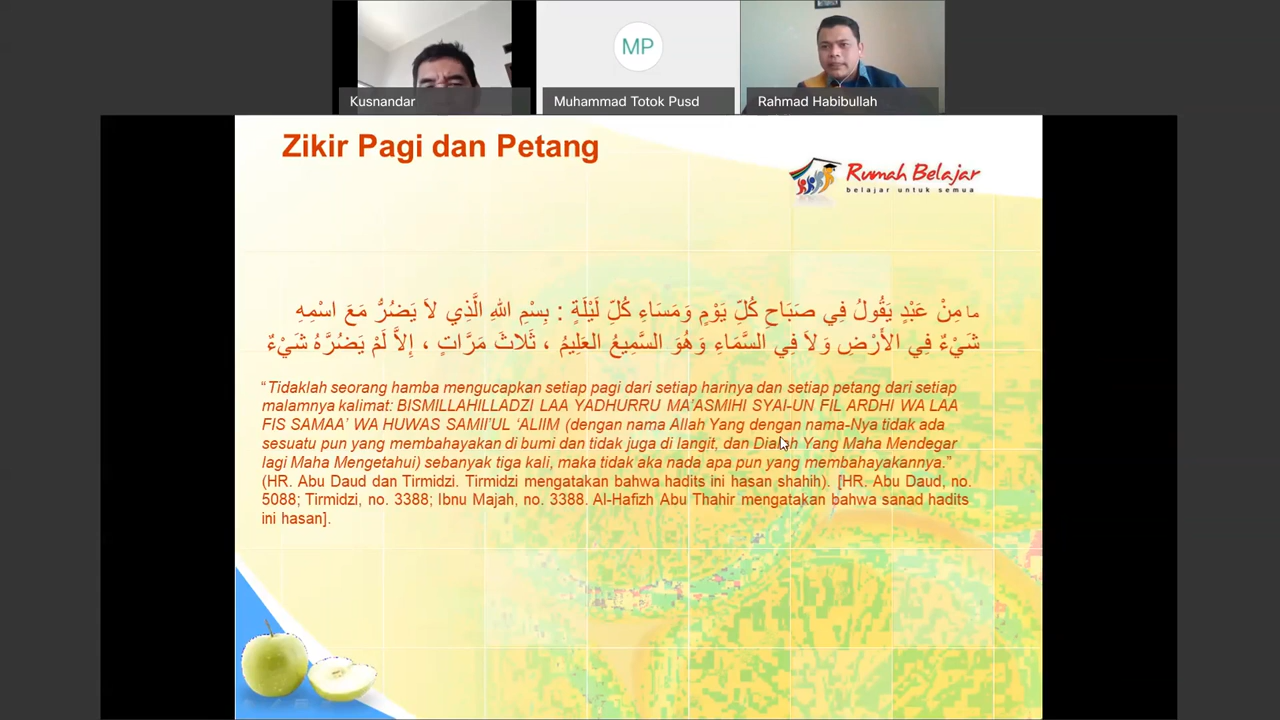 Kusnandar
MP
Muhammad Totok Pusd
Rahmad Habibullah
Zikir Pagi dan Petang
Rumah Belajar
belajar untuk semua
ما مِنْ عَبْدٍ يَقُولُ فِي صَبَاحِ كُلِّ يَوْمٍ وَمَسَاءِ كُلِّ لَيْلَةٍ : بِسْمِ اللهِ الَّذِي لاَ يَضُرُّ مَعَ اسْمِهِ
شَيْءٌ فِي الأَرْضِ وَلاَ فِي السَّمَاءِ وَهُوَ السَّمِيعُ العَلِيمُ ، ثَلاثَ مَرَّاتٍ ، إِلاَّ لَمْ يَضُرَّهُ شَيْءٌ
“Tidaklah seorang hamba mengucapkan setiap pagi dari setiap harinya dan setiap petang dari setiap
malamnya kalimat: BISMILLAHILLADZI LAA YADHURRU MA’ASMIHI SYAI-UN FIL ARDHI WA LAA
FIS SAMAA’ WA HUWAS SAMII’UL ‘ALIIM (dengan nama Allah Yang dengan nama-Nya tidak ada
sesuatu pun yang membahayakan di bumi dan tidak juga di langit, dan Dialah Yang Maha Mendegar
lagi Maha Mengetahui) sebanyak tiga kali, maka tidak aka nada apa pun yang membahayakannya.”
(HR. Abu Daud dan Tirmidzi. Tirmidzi mengatakan bahwa hadits ini hasan shahih). [HR. Abu Daud, no.
5088; Tirmidzi, no. 3388; Ibnu Majah, no. 3388. Al-Hafizh Abu Thahir mengatakan bahwa sanad hadits
ini hasan].